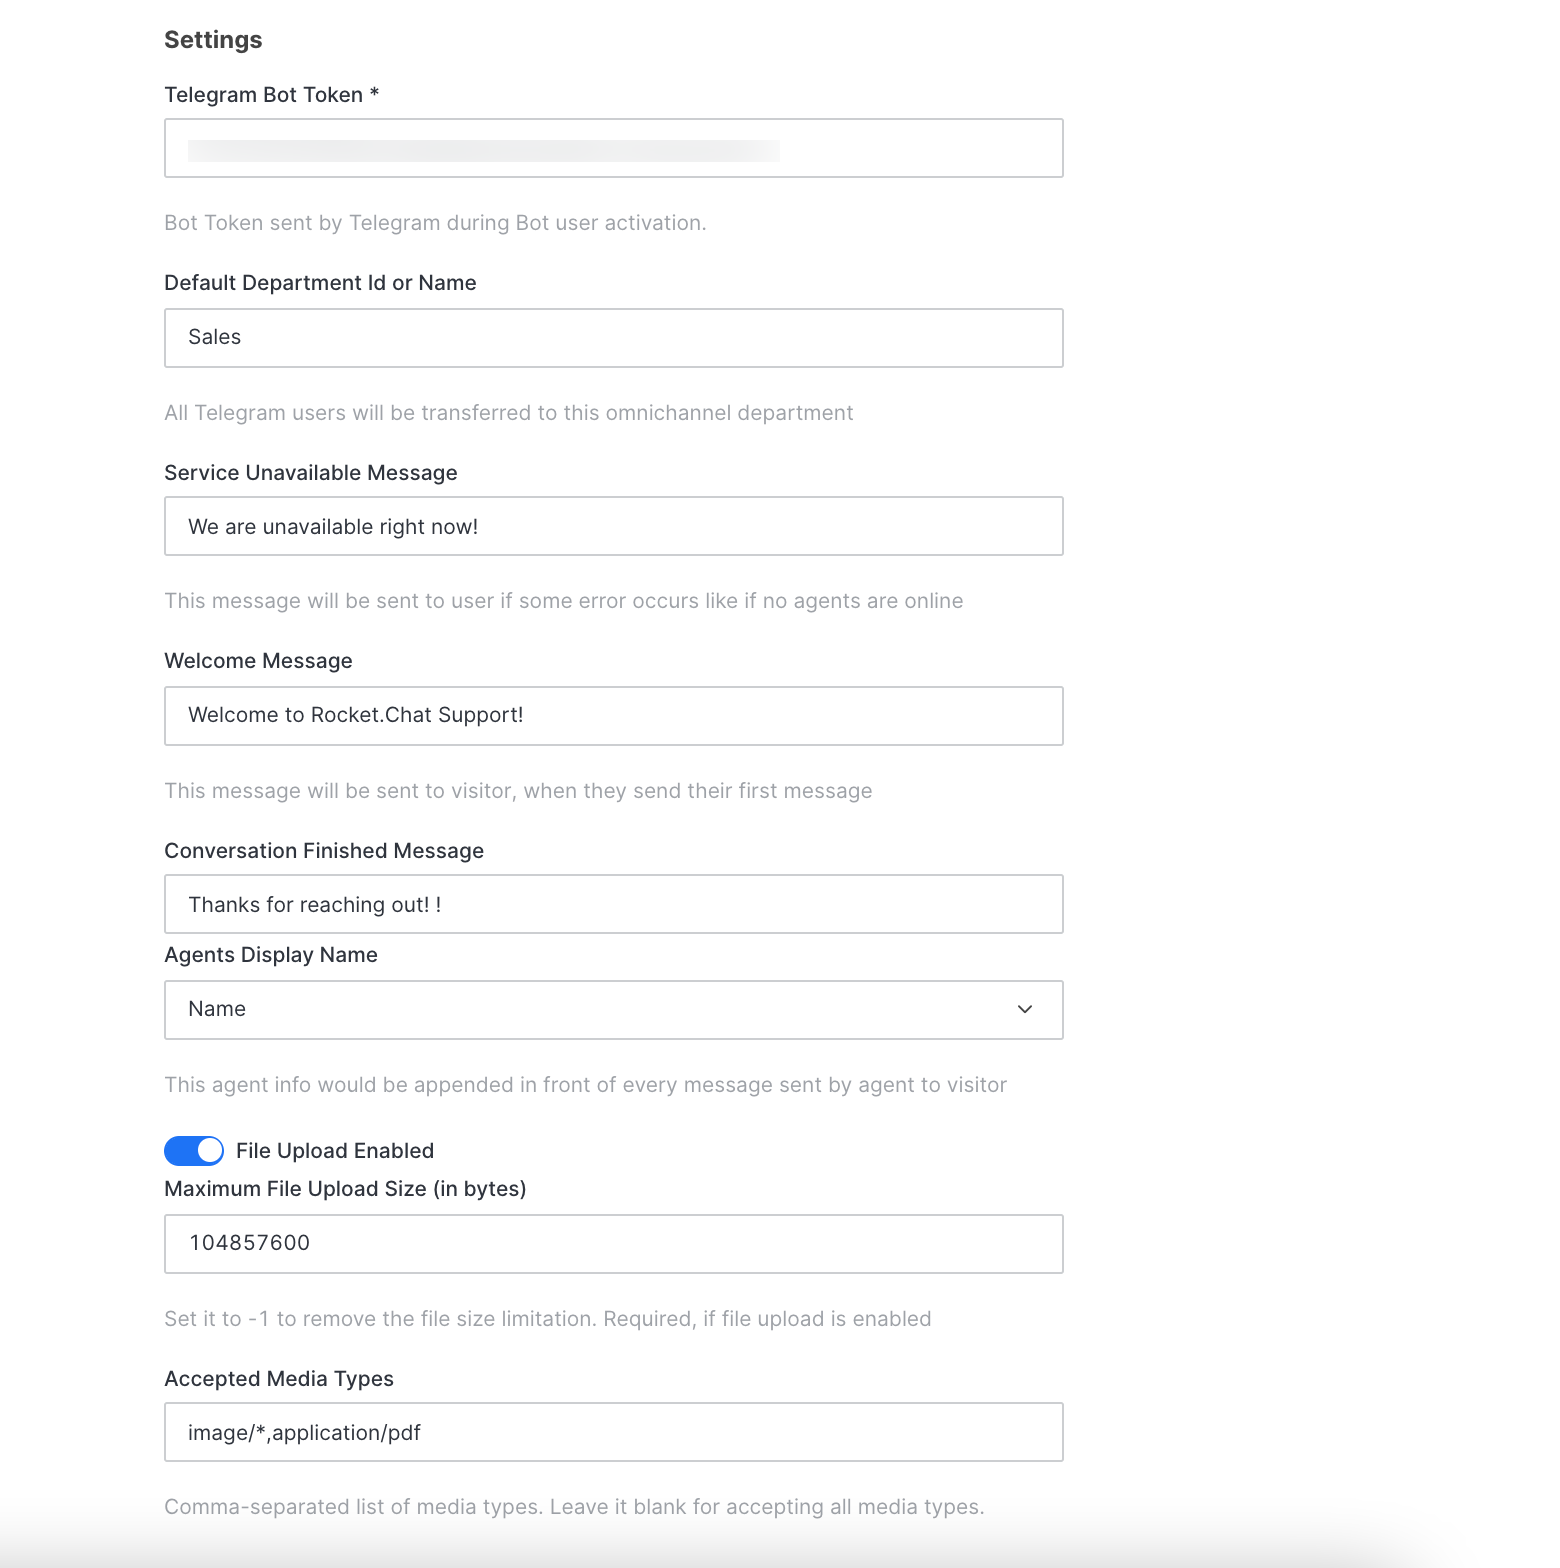 Settings
Telegram Bot Token *
Bot Token sent by Telegram during Bot user activation.
Default Department Id or Name
Sales
All Telegram users will be transferred to this omnichannel department
Service Unavailable Message
We are unavailable right now!
This message will be sent to user if some error occurs like if no agents are online
Welcome Message
Welcome to Rocket.Chat Support!
This message will be sent to visitor, when they send their first message
Conversation Finished Message
Thanks for reaching out! !
Agents Display Name
Name
This agent info would be appended in front of every message sent by agent to visitor
File Upload Enabled
Maximum File Upload Size (in bytes)
104857600
Set it to -1 to remove the file size limitation. Required, if file upload is enabled
Accepted Media Types
image/*,application/pdf
Comma-separated list of media types. Leave it blank for accepting all media types.